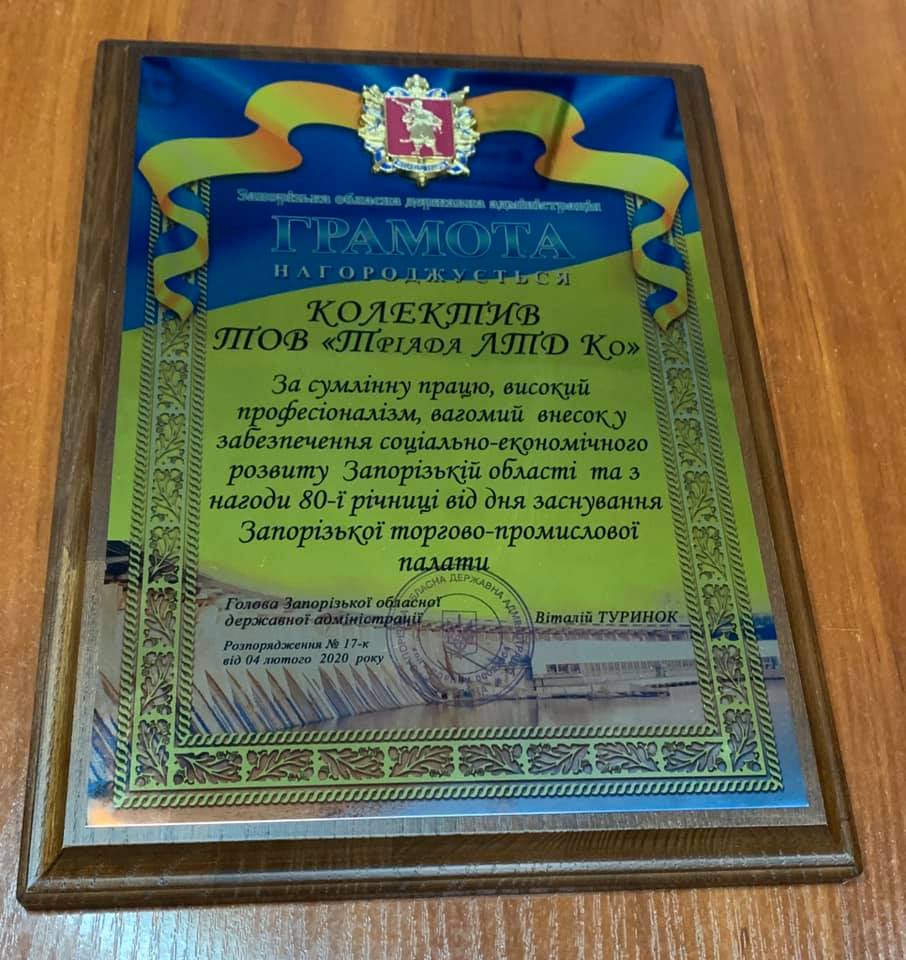 Запорізька обласна державна адміністрація
ГРАМОТА
НАГОРОДЖУЄТЬСЯ
КОЛЕКТИВ
ТОВ «Тріада ЛТД Ко»
За сумлінну працю, високий
професіоналізм, вагомий внесок у
забезпечення соціально-економічного
розвиту Запорізькій області та з
нагоди 80-ї річниці від дня заснування
Запорізької торгово-промислової
палати
Голова Запорізької обласної
державної адміністрації
Віталій ТУРИНОК
Розпорядження № 17-к
від 04 лютого 2020 року
ОБЛАСНА ДЕРЖАВНА